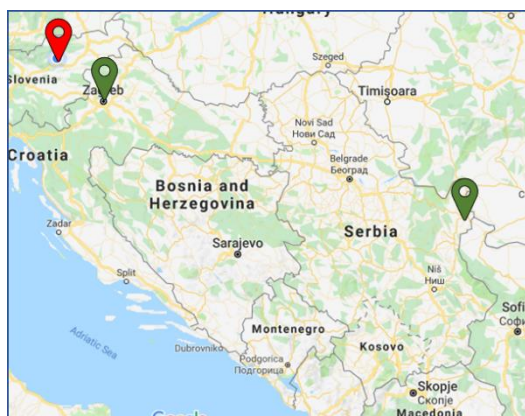 Hungary
Slovenia
Zagreb
Szeged
Timișoara
Croatia
Novi Sad
Нови Сад
Belgrade
Београд
Bosnia and
Herzegovina
Zadar
Serbia
Sarajevo
Split
Niš
Ниш
Sofi
Софи
Montenegro
Adriatic Sea
Kosovo
Dubrovnik
Podgorica
Подгорица
Skopje
Скопје
Macedonia